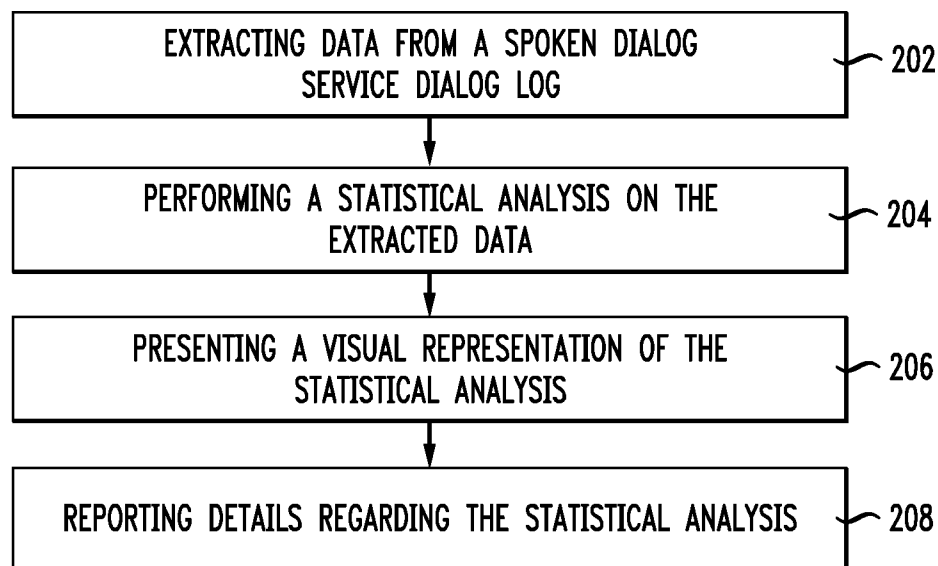 EXTRACTING DATA FROM A SPOKEN DIALOG
SERVICE DIALOG LOG
202
PERFORMING A STATISTICAL ANALYSIS ON THE
EXTRACTED DATA
204
PRESENTING A VISUAL REPRESENTATION OF THE
STATISTICAL ANALYSIS
206
REPORTING DETAILS REGARDING THE STATISTICAL ANALYSIS
208